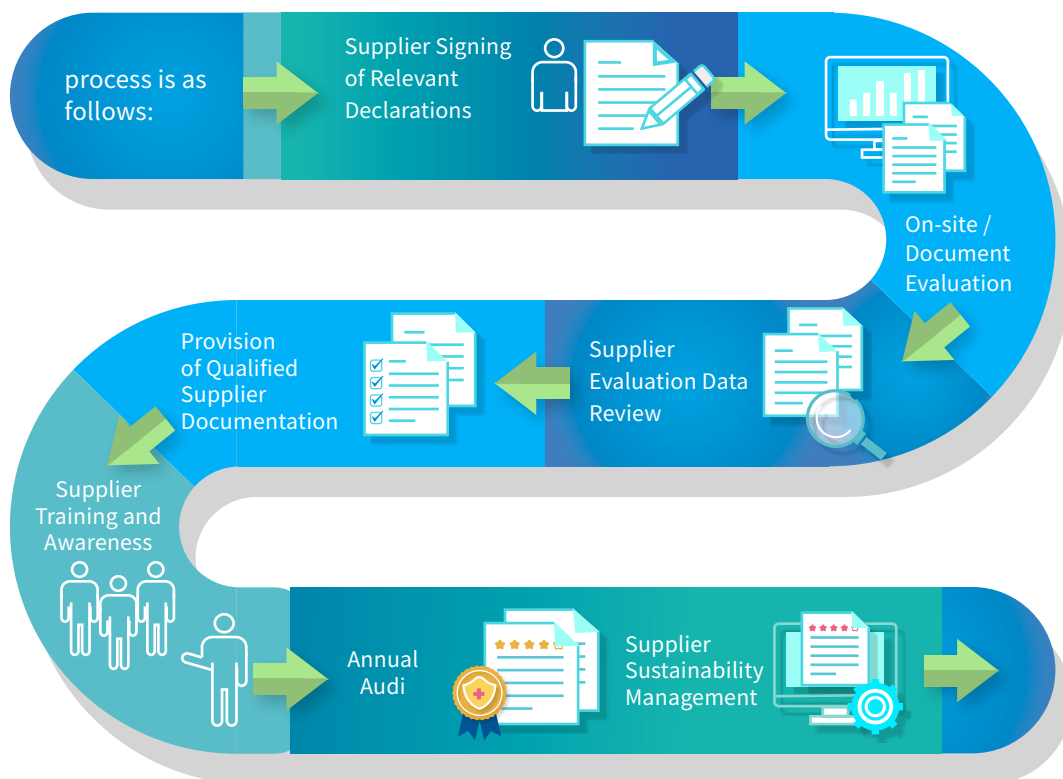 process is as
follows:
Supplier Signing
of Relevant
Declarations
On-site /
Document
Evaluation
Supplier
Evaluation Data
Review
Provision
of Qualified
Supplier
Documentation
Supplier
Training and
Awareness
Annual
Audi
Supplier
Sustainability
Management